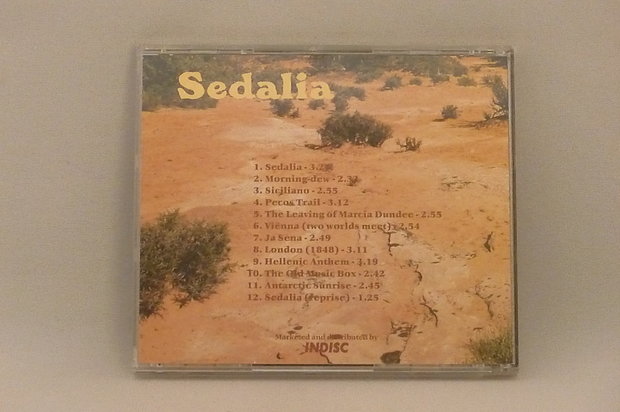 Sedalia
1. Sedalia - 3.2
2. Morning-dew - 2.33
3. Siciliano - 2.55
4. Pecos Trail - 3.12
5. The Leaving of Marcia Dundee - 2.55
6. Vienna (two worlds meet) - 2.54
7. Ja Sena - 2.49
8. London (1848) - 3.11
9. Hellenic Anthem - 3.19
10. The Old Music Box - 2.42
11. Antarctic Sunrise - 2.45
12. Sedalia (reprise) - 1.25
Marketed and distributed by
INDISC